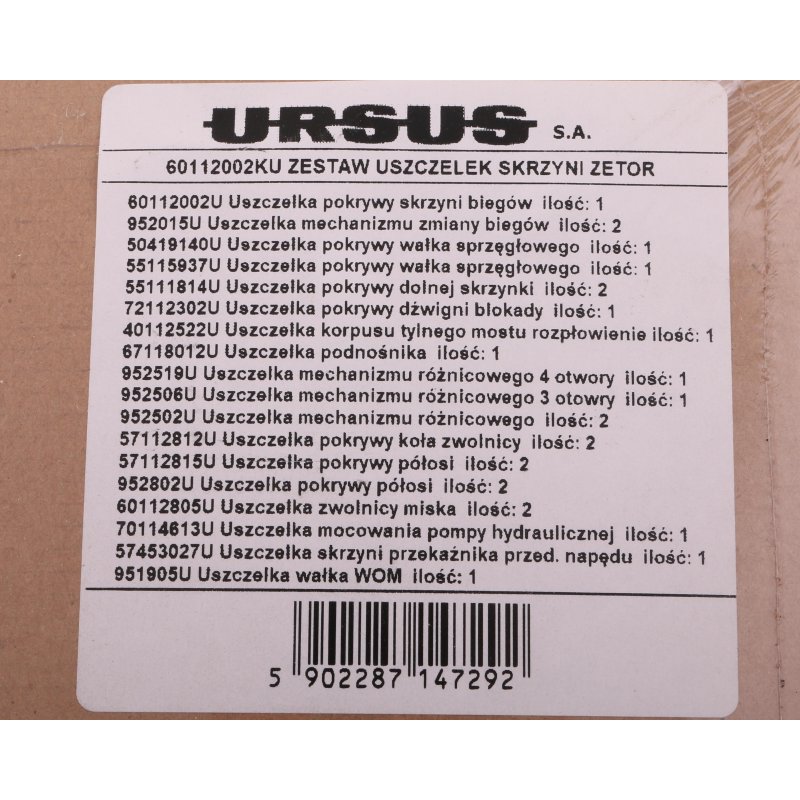 URSUS S.A.
60112002KU ZESTAW USZCZELEK SKRZYNI ZETOR
60112002U Uszczelka pokrywy skrzyni biegów ilość: 1
952015U Uszczelka mechanizmu zmiany biegów ilość: 2
50419140U Uszczelka pokrywy wałka sprzęgłowego ilość: 1
55115937U Uszczelka pokrywy wałka sprzęgłowego ilość: 1
55111814U Uszczelka pokrywy dolnej skrzynki ilość: 2
72112302U Uszczelka pokrywy dźwigni blokady ilość: 1
40112522U Uszczelka korpusu tylnego mostu rozpłowienie ilość: 1
67118012U Uszczelka podnośnika ilość: 1
952519U Uszczelka mechanizmu różnicowego 4 otwory ilość: 1
952506U Uszczelka mechanizmu różnicowego 3 otowry ilość: 1
952502U Uszczelka mechanizmu różnicowego ilość: 2
57112812U Uszczelka pokrywy koła zwolnicy ilość: 2
57112815U Uszczelka pokrywy półosi ilość: 2
952802U Uszczelka pokrywy półosi ilość: 2
60112805U Uszczelka zwolnicy miska ilość: 2
70114613U Uszczelka mocowania pompy hydraulicznej ilość: 1
57453027U Uszczelka skrzyni przekaźnika przed. napędu ilość: 1
951905U Uszczelka wałka WOM ilość: 1
5 902287 147292